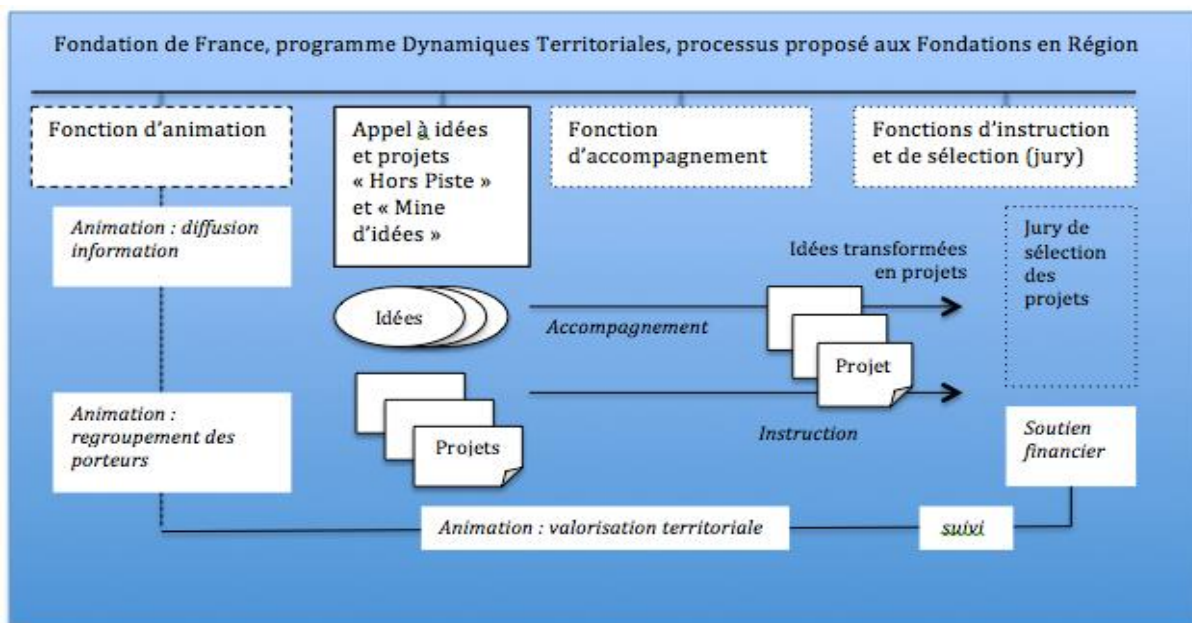 Fondation de France, programme Dynamiques Territoriales, processus proposé aux Fondations en Région
Fonction d'animation
Appel à idées
et projets
« Hors Piste »
et « Mine
d'idées »
Fonction
d'accompagnement
Fonctions d'instruction
et de sélection (jury)
Animation : diffusion
information
Idées
Accompagnement
Idées transformées
en projets
Projet
Jury de
sélection
des
projets
Animation :
regroupement des
porteurs
Projets
Instruction
Soutien
financier
Animation : valorisation territoriale
suivi